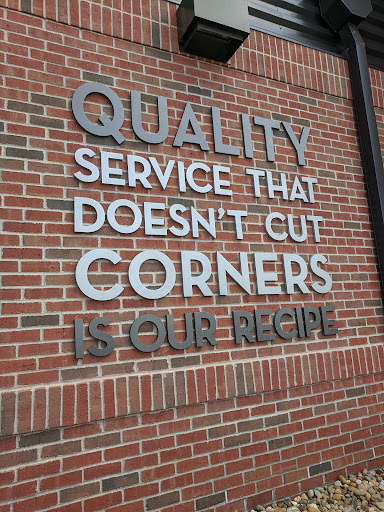 QUALITY
SERVICE THAT
DOESN'T CUT
CORNERS
IS OUR RECIPE